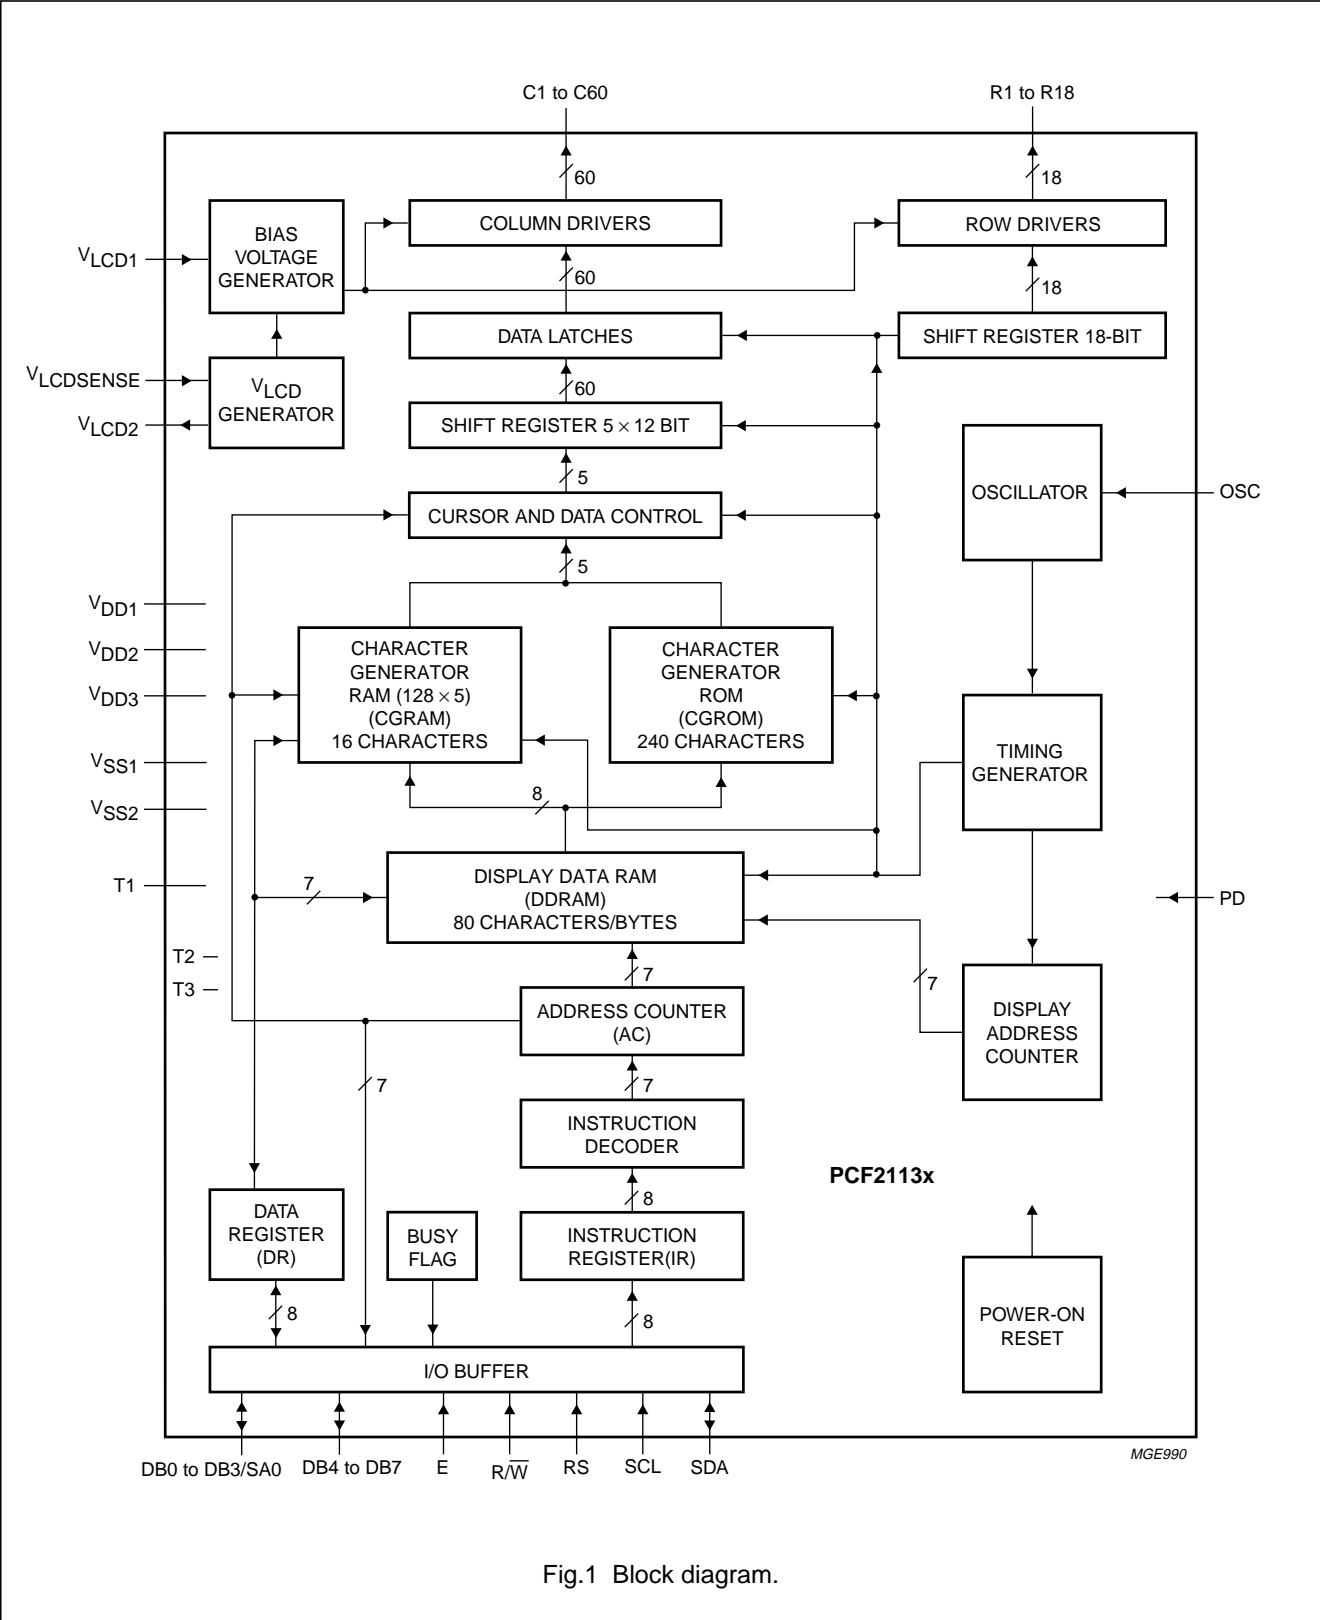 C1 to C60
R1 to R18
60
18
BIAS
VOLTAGE
GENERATOR
COLUMN DRIVERS
ROW DRIVERS
VLCD1
60
18
DATA LATCHES
SHIFT REGISTER 18-BIT
VLCDSENSE
VLCD
GENERATOR
60
VLCD2
SHIFT REGISTER 5 × 12 BIT
5
OSCILLATOR
OSC
CURSOR AND DATA CONTROL
5
VDD1
VDD2
VDD3
VSS1
VSS2
CHARACTER
GENERATOR
RAM (128 × 5)
(CGRAM)
16 CHARACTERS
CHARACTER
GENERATOR
ROM
(CGROM)
240 CHARACTERS
TIMING
GENERATOR
8
T1
7
DISPLAY DATA RAM
(DDRAM)
80 CHARACTERS/BYTES
PD
T2
T3
7
7
ADDRESS COUNTER
(AC)
DISPLAY
ADDRESS
COUNTER
7
7
INSTRUCTION
DECODER
PCF2113x
8
DATA
REGISTER
(DR)
BUSY
FLAG
INSTRUCTION
REGISTER(IR)
8
8
POWER-ON
RESET
I/O BUFFER
DB0 to DB3/SA0
DB4 to DB7
E
R/W̅
RS
SCL
SDA
MGE990
Fig.1 Block diagram.